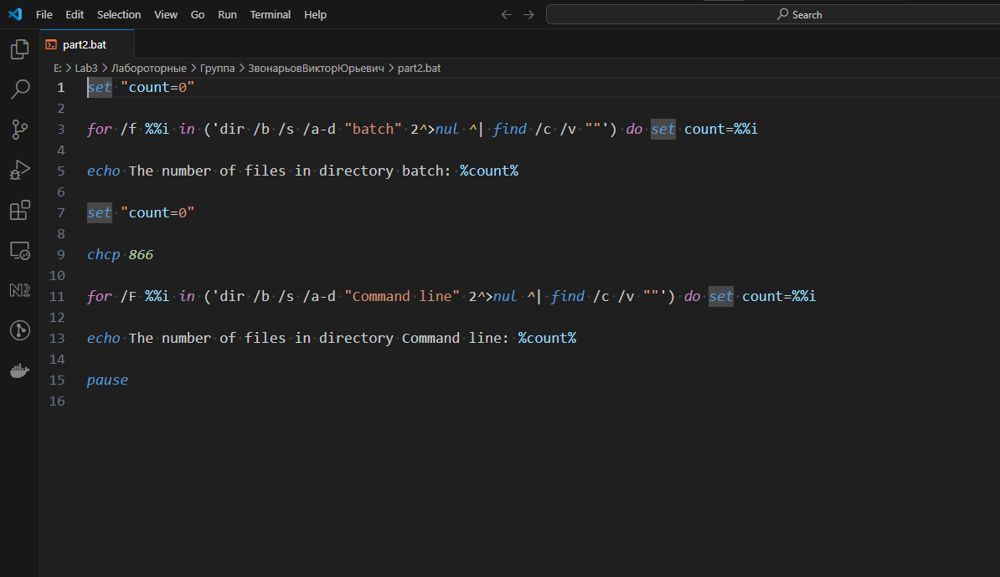 File Edit Selection View Go Run Terminal Help Search
part2.bat
E: > Lab3 > Лабороторные > Группа > ЗвонарьовВикторЮрьевич > part2.bat
1 set "count=0"
2
3 for /f %%i in ('dir /b /s /a-d "batch" 2^>nul ^| find /c /v ""') do set count=%%i
4
5 echo The number of files in directory batch: %count%
6
7 set "count=0"
8
9 chcp 866
10
11 for /F %%i in ('dir /b /s /a-d "Command line" 2^>nul ^| find /c /v ""') do set count=%%i
12
13 echo The number of files in directory Command line: %count%
14
15 pause
16